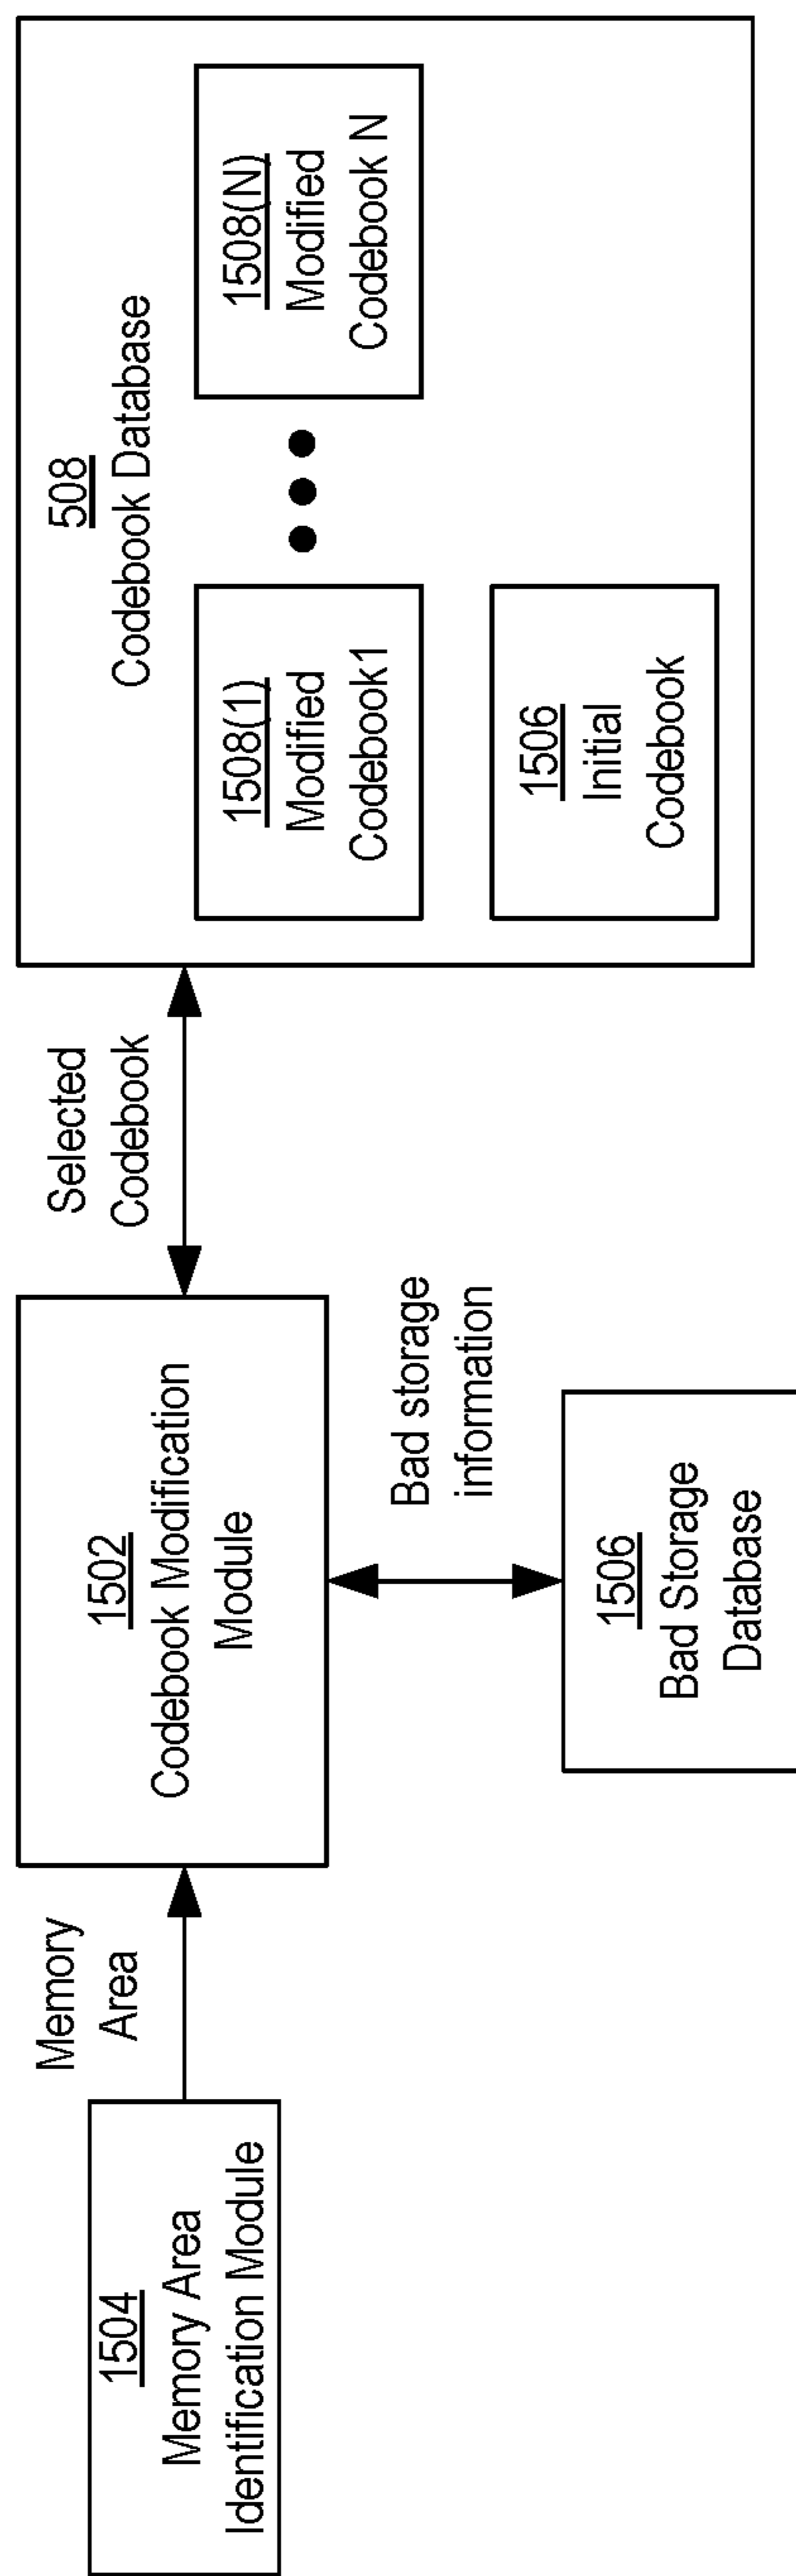 1504
Memory Area
Identification Module
Memory
Area
1502
Codebook Modification
Module
Bad storage
information
1506
Bad Storage
Database
Selected
Codebook
508
Codebook Database
1508(1)
Modified
Codebook1
1508(N)
Modified
Codebook N
1506
Initial
Codebook